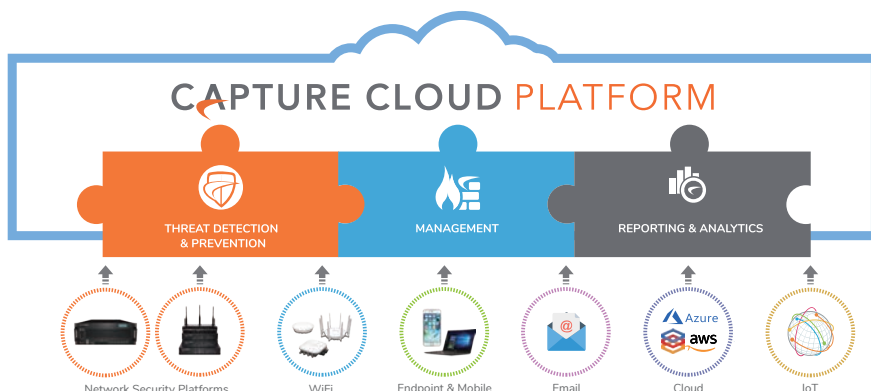 CAPTURE CLOUD PLATFORM
THREAT DETECTION
& PREVENTION
MANAGEMENT
REPORTING & ANALYTICS
@
Azure
aws
Network Security Platforms
WiFi
Endpoint & Mobile
Email
Cloud
IoT